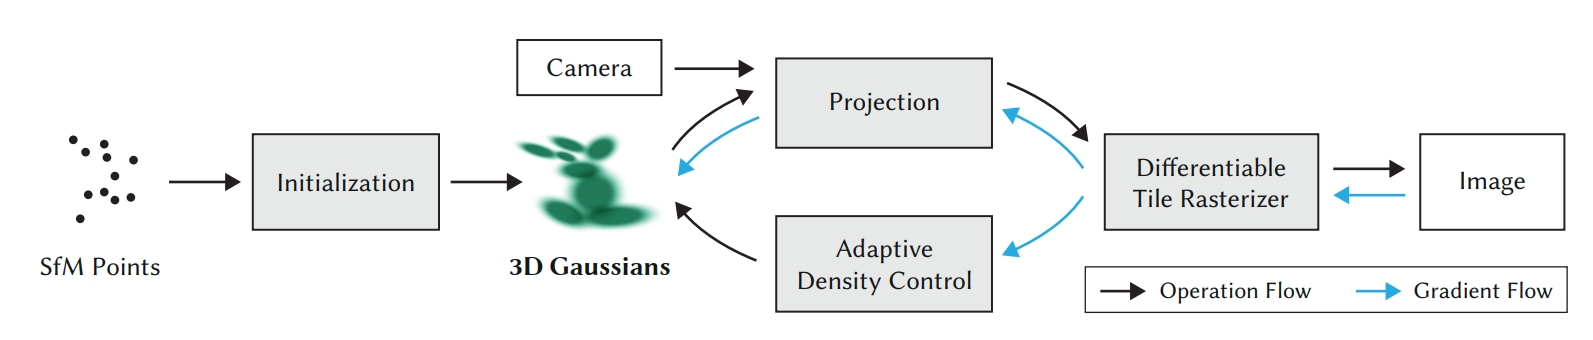 Camera
Projection
Initialization
Differentiable
Tile Rasterizer
Image
SfM Points
3D Gaussians
Adaptive
Density Control
Operation Flow
Gradient Flow